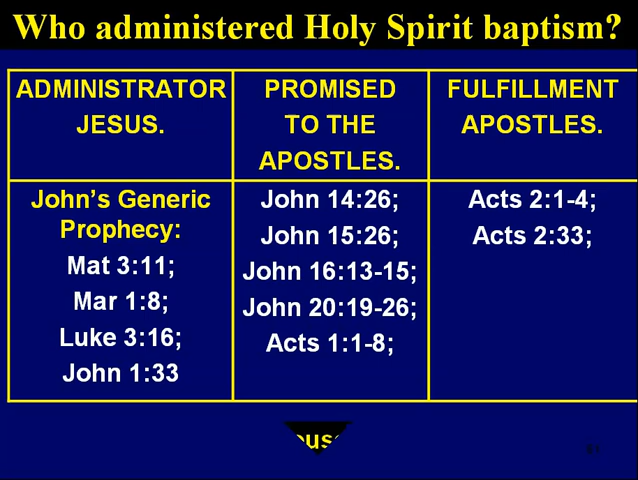 Who administered Holy Spirit baptism?
ADMINISTRATOR
JESUS.
PROMISED
TO THE
APOSTLES.
FULFILLMENT
APOSTLES.
John’s Generic
Prophecy:
Mat 3:11;
Mar 1:8;
Luke 3:16;
John 1:33
John 14:26;
John 15:26;
John 16:13-15;
John 20:19-26;
Acts 1:1-8;
Acts 2:1-4;
Acts 2:33;